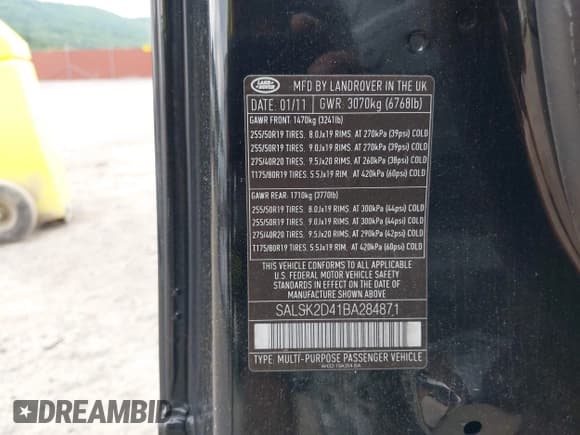 LAND ROVER
MFD BY LANDROVER IN THE UK
DATE: 01/11 GWR: 3070kg (6768lb)
GAWR FRONT: 1470kg (3241lb)
255/50R19 TIRES. 8.0Jx19 RIMS. AT 270kPa (39psi) COLD
255/50R19 TIRES. 9.0Jx19 RIMS. AT 270kPa (39psi) COLD
275/40R20 TIRES. 9.5Jx20 RIMS. AT 260kPa (38psi) COLD
T175/80R19 TIRES. 5.5Jx19 RIM. AT 420kPa (60psi) COLD
GAWR REAR: 1710kg (3770lb)
255/50R19 TIRES. 8.0Jx19 RIMS. AT 300kPa (44psi) COLD
255/50R19 TIRES. 9.0Jx19 RIMS. AT 300kPa (44psi) COLD
275/40R20 TIRES. 9.5Jx20 RIMS. AT 290kPa (42psi) COLD
T175/80R19 TIRES. 5.5Jx19 RIM. AT 420kPa (60psi) COLD
THIS VEHICLE CONFORMS TO ALL APPLICABLE
U.S. FEDERAL MOTOR VEHICLE SAFETY
STANDARDS IN EFFECT ON THE DATE OF
MANUFACTURE SHOWN ABOVE.
SALSK2D41BA284871
TYPE: MULTI-PURPOSE PASSENGER VEHICLE
DREAMBID